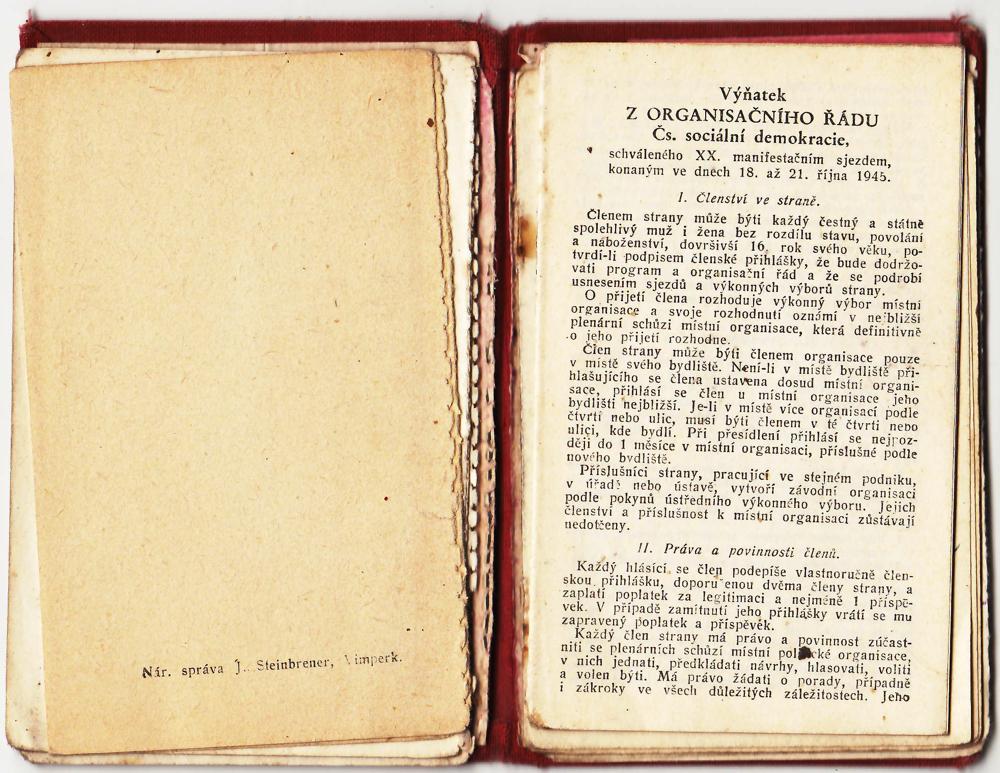 Nár. správa J. Steinbrener, Vimperk.
Výňatek
Z ORGANISAČNÍHO ŘÁDU
Čs. sociální demokracie,
schváleného XX. manifestačním sjezdem,
konaným ve dnech 18. až 21. října 1945.
I. Členství ve straně.
Členem strany může býti každý čestný a státně
spolehlivý muž i žena bez rozdílu stavu, povolání
a náboženství, dovršivší 16. rok svého věku, po-
tvrdí-li podpisem členské přihlášky, že bude dodržo-
vati program a organisační řád a že se podrobí
usnesením sjezdů a výkonných výborů strany.
O přijetí člena rozhoduje výkonný výbor místní
organisace a svoje rozhodnutí oznámí v nejbližší
plenární schůzi místní organisace, která definitivně
o jeho přijetí rozhodne.
Člen strany může býti členem organisace pouze
v místě svého bydliště. Není-li v místě bydliště při-
hlašujícího se člena ustavena dosud místní organi-
sace, přihlásí se člen u místní organisace jeho
bydlišti nejbližší. Je-li v místě více organisací podle
čtvrtí nebo ulic, musí býti členem v té čtvrti nebo
ulici, kde bydlí. Při přesídlení přihlásí se nejpoz-
ději do 1 měsíce v místní organisaci, příslušné podle
nového bydliště.
Příslušníci strany, pracující ve stejném podniku,
v úřadě nebo ústavě, vytvoří závodní organisaci
podle pokynů ústředního výkonného výboru. Jejich
členství a příslušnost k místní organisaci zůstávají
nedotčeny.
II. Práva a povinnosti členů.
Každý hlásící se člen podepíše vlastnoručně člen-
skou přihlášku, doporučenou dvěma členy strany, a
zaplatí poplatek za legitimaci a nejméně 1 příspě-
vek. V případě zamítnutí jeho přihlášky vrátí se mu
zapravený poplatek a příspěvek.
Každý člen strany má právo a povinnost zúčast-
niti se plenárních schůzí místní politické organisace,
v nich jednati, předkládati návrhy, hlasovati, voliti
a volen býti. Má právo žádati o porady, případně
i zákroky ve všech důležitých záležitostech. Jeho